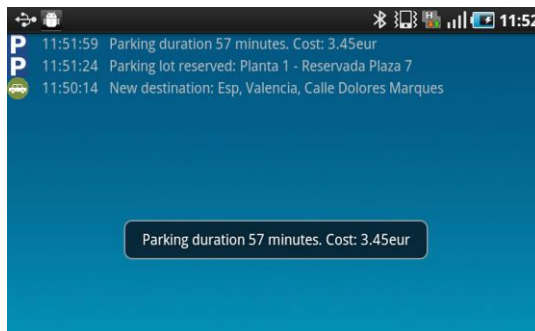 11:52
P 11:51:59 Parking duration 57 minutes. Cost: 3.45eur
P 11:51:24 Parking lot reserved: Planta 1 - Reservada Plaza 7
11:50:14 New destination: Esp, Valencia, Calle Dolores Marques
Parking duration 57 minutes. Cost: 3.45eur